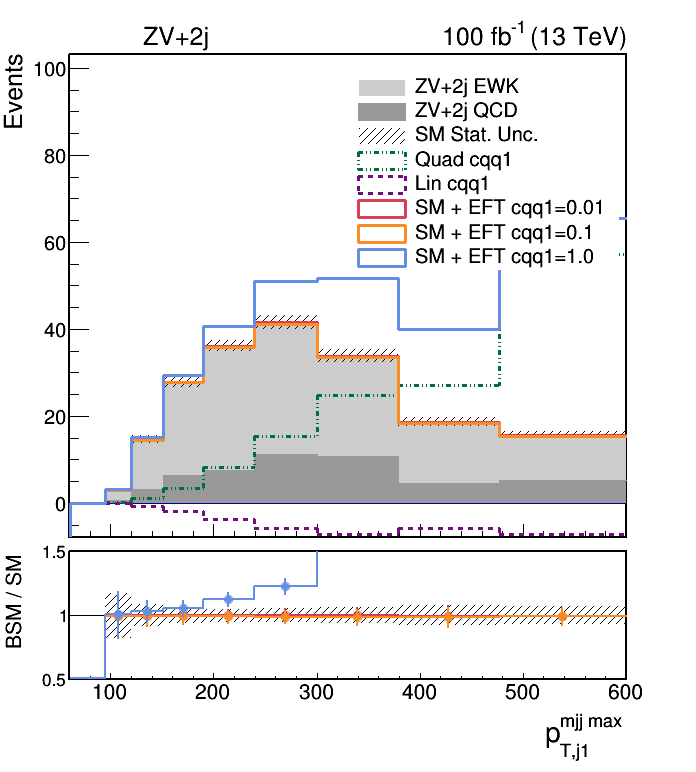 ZV+2j
100 fb-1 (13 TeV)
Events
100
80
60
40
20
0
ZV+2j EWK
ZV+2j QCD
SM Stat. Unc.
Quad cqq1
Lin cqq1
SM + EFT cqq1=0.01
SM + EFT cqq1=0.1
SM + EFT cqq1=1.0
BSM / SM
1.5
1
0.5
100 200 300 400 500 600
p T,j1 mjj max